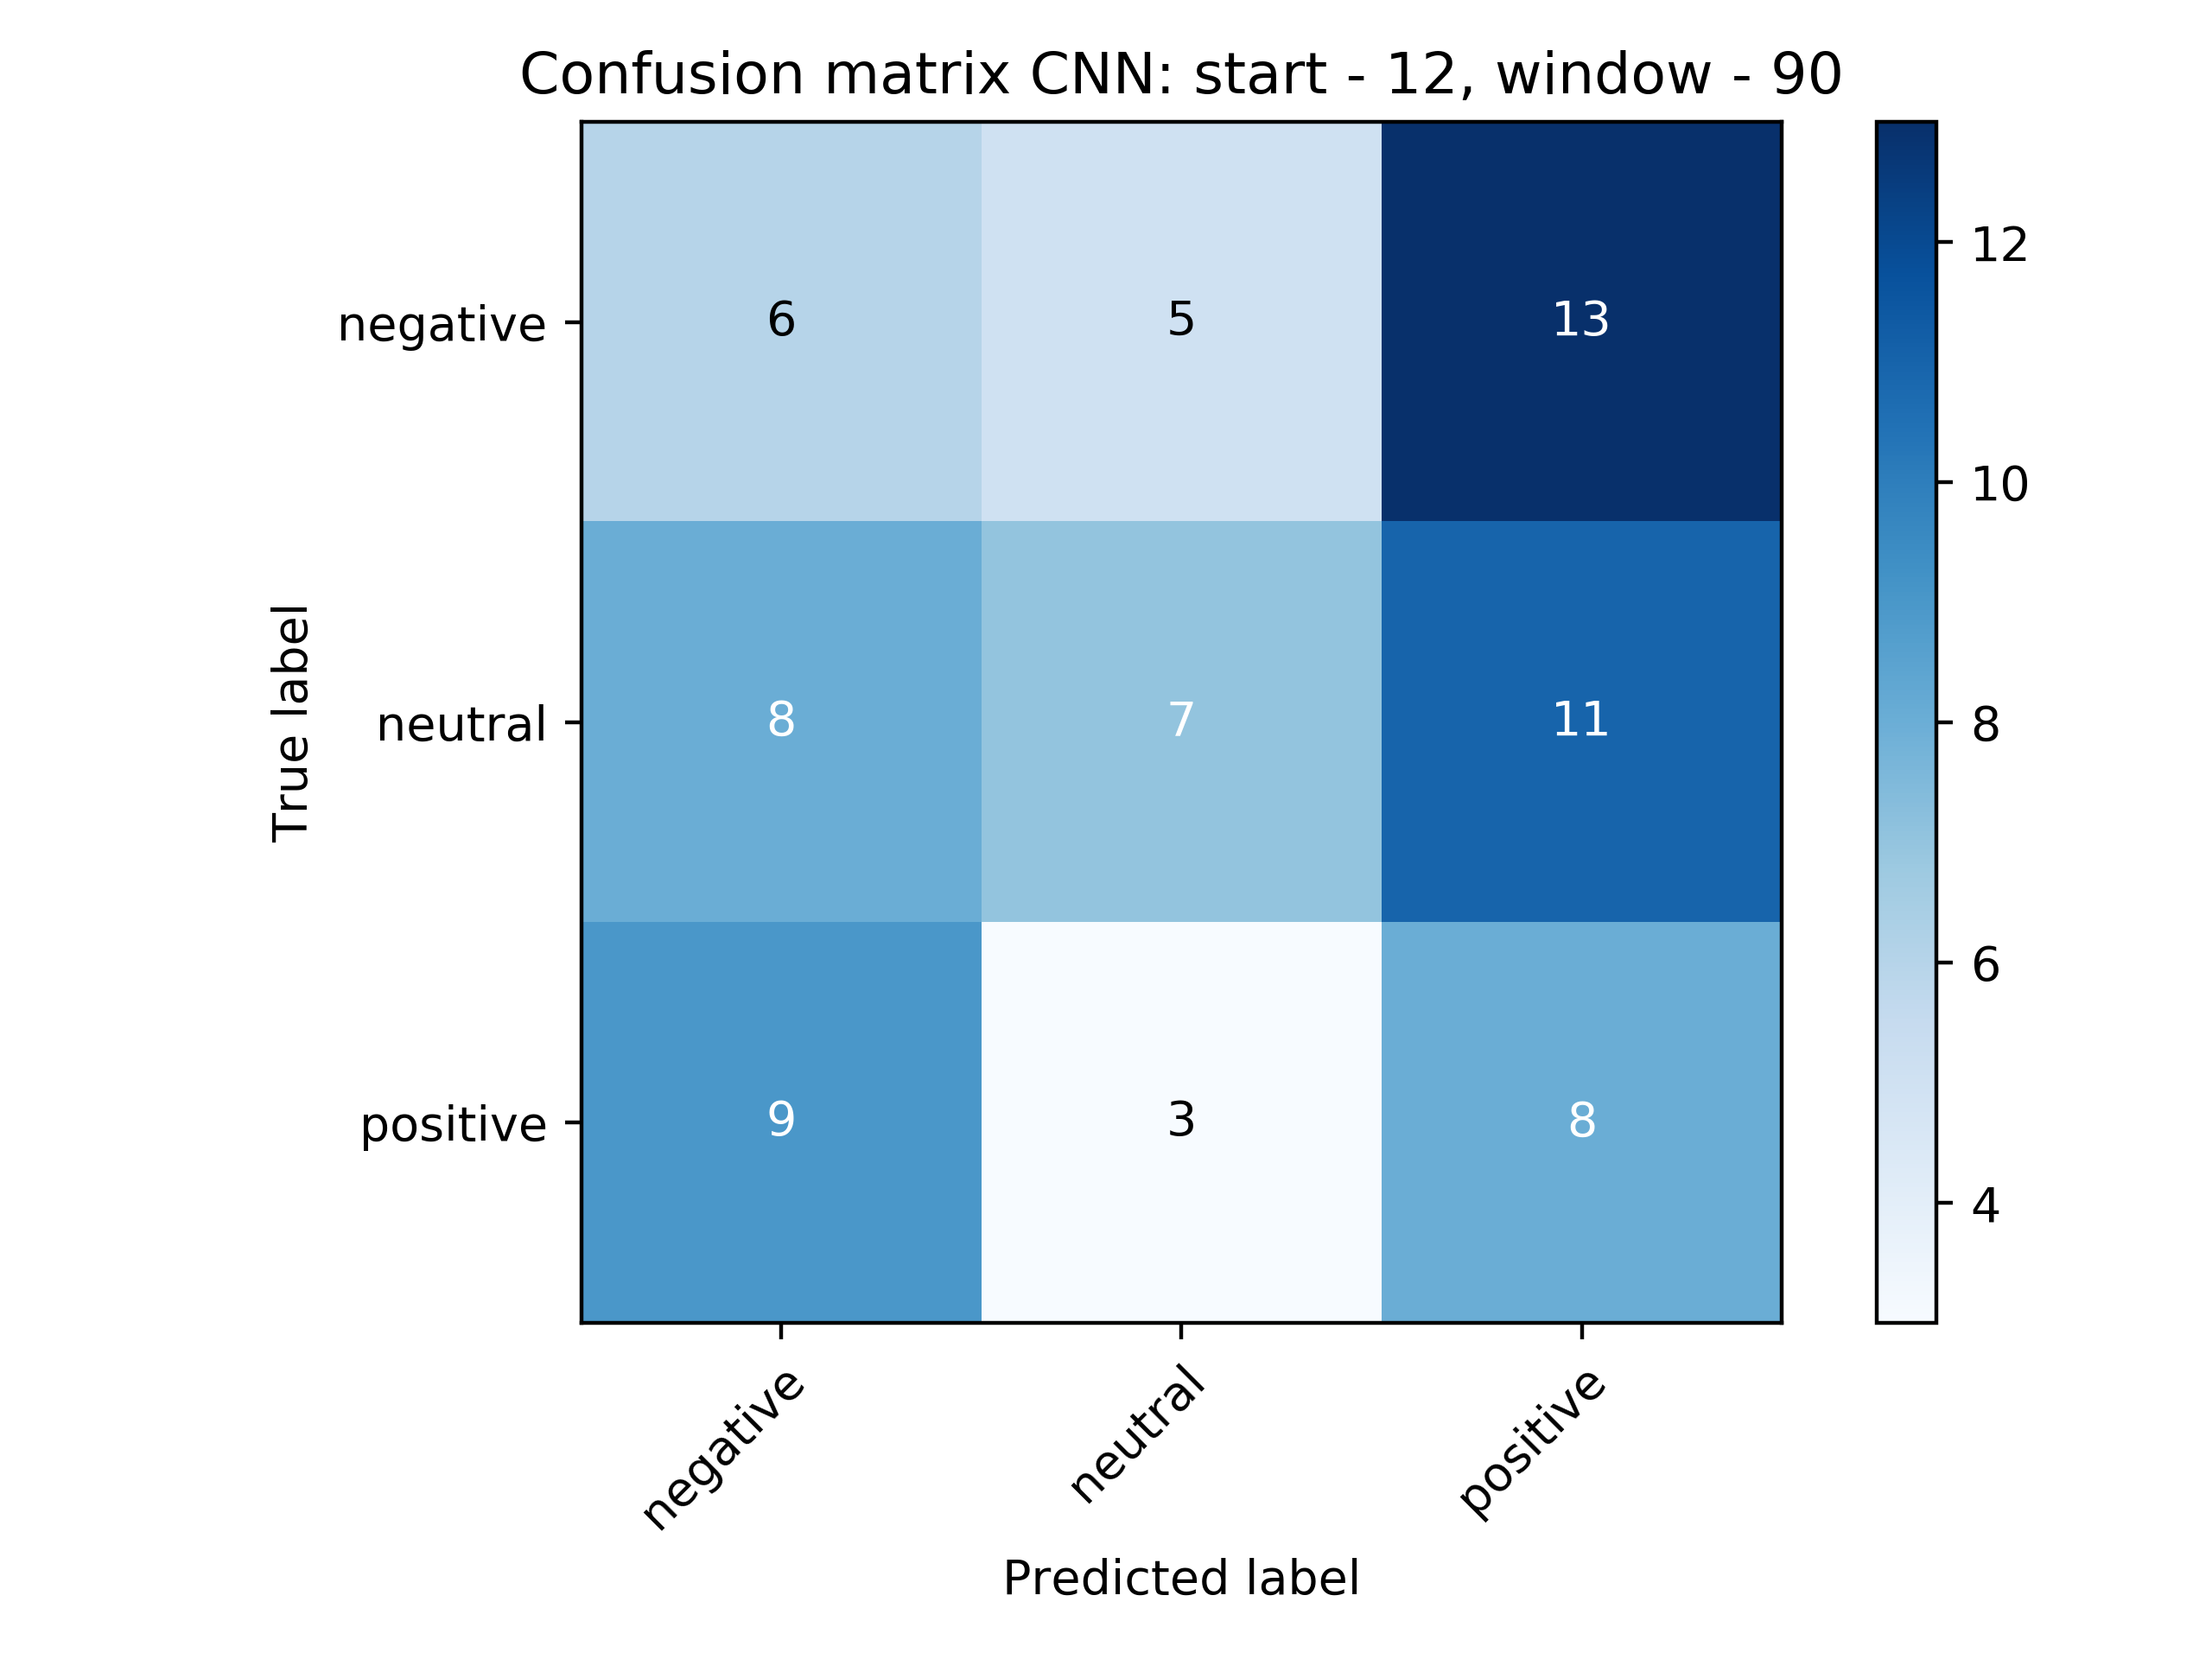 Confusion matrix CNN: start - 12, window - 90
negative 6 5 13
neutral 8 7 11
positive 9 3 8
True label
negative neutral positive
Predicted label
12
10
8
6
4